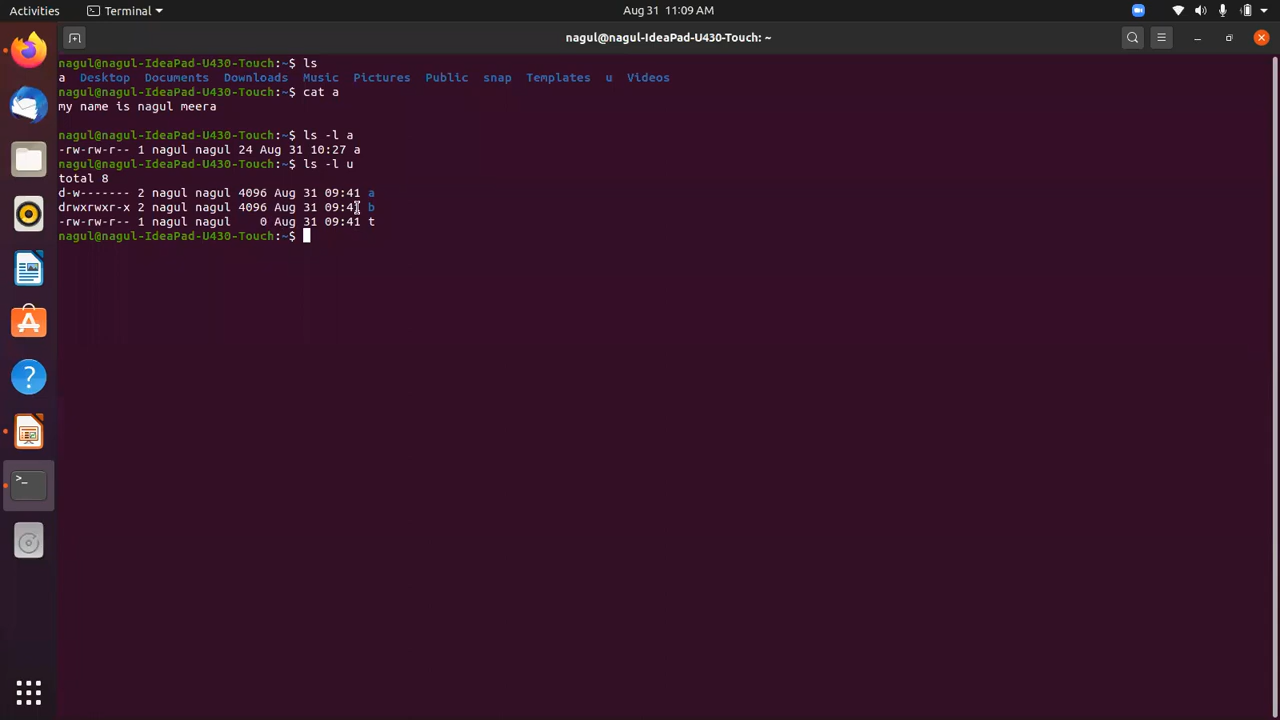 Activities Terminal Aug 31 11:09 AM
nagul@nagul-IdeaPad-U430-Touch: ~
nagul@nagul-IdeaPad-U430-Touch:~$ ls
a Desktop Documents Downloads Music Pictures Public snap Templates u Videos
nagul@nagul-IdeaPad-U430-Touch:~$ cat a
my name is nagul meera
nagul@nagul-IdeaPad-U430-Touch:~$ ls -l a
-rw-rw-r-- 1 nagul nagul 24 Aug 31 10:27 a
nagul@nagul-IdeaPad-U430-Touch:~$ ls -l u
total 8
d-w------- 2 nagul nagul 4096 Aug 31 09:41 a
drwxrwxr-x 2 nagul nagul 4096 Aug 31 09:41 b
-rw-rw-r-- 1 nagul nagul 0 Aug 31 09:41 t
nagul@nagul-IdeaPad-U430-Touch:~$